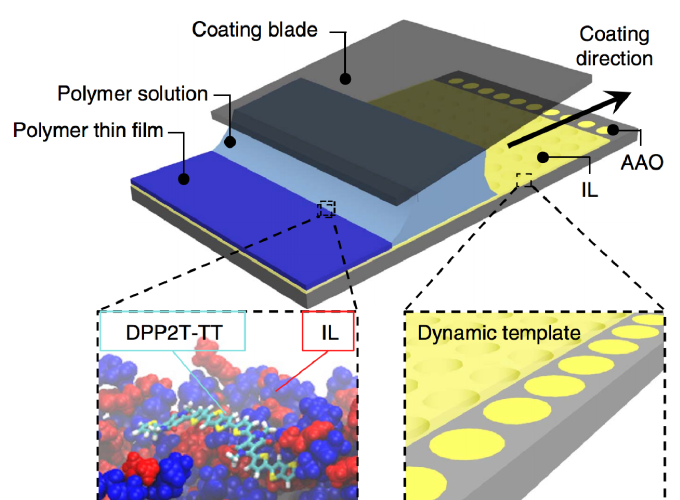 Coating blade
Coating
direction
Polymer solution
Polymer thin film
AAO
IL
DPP2T-TT
IL
Dynamic template